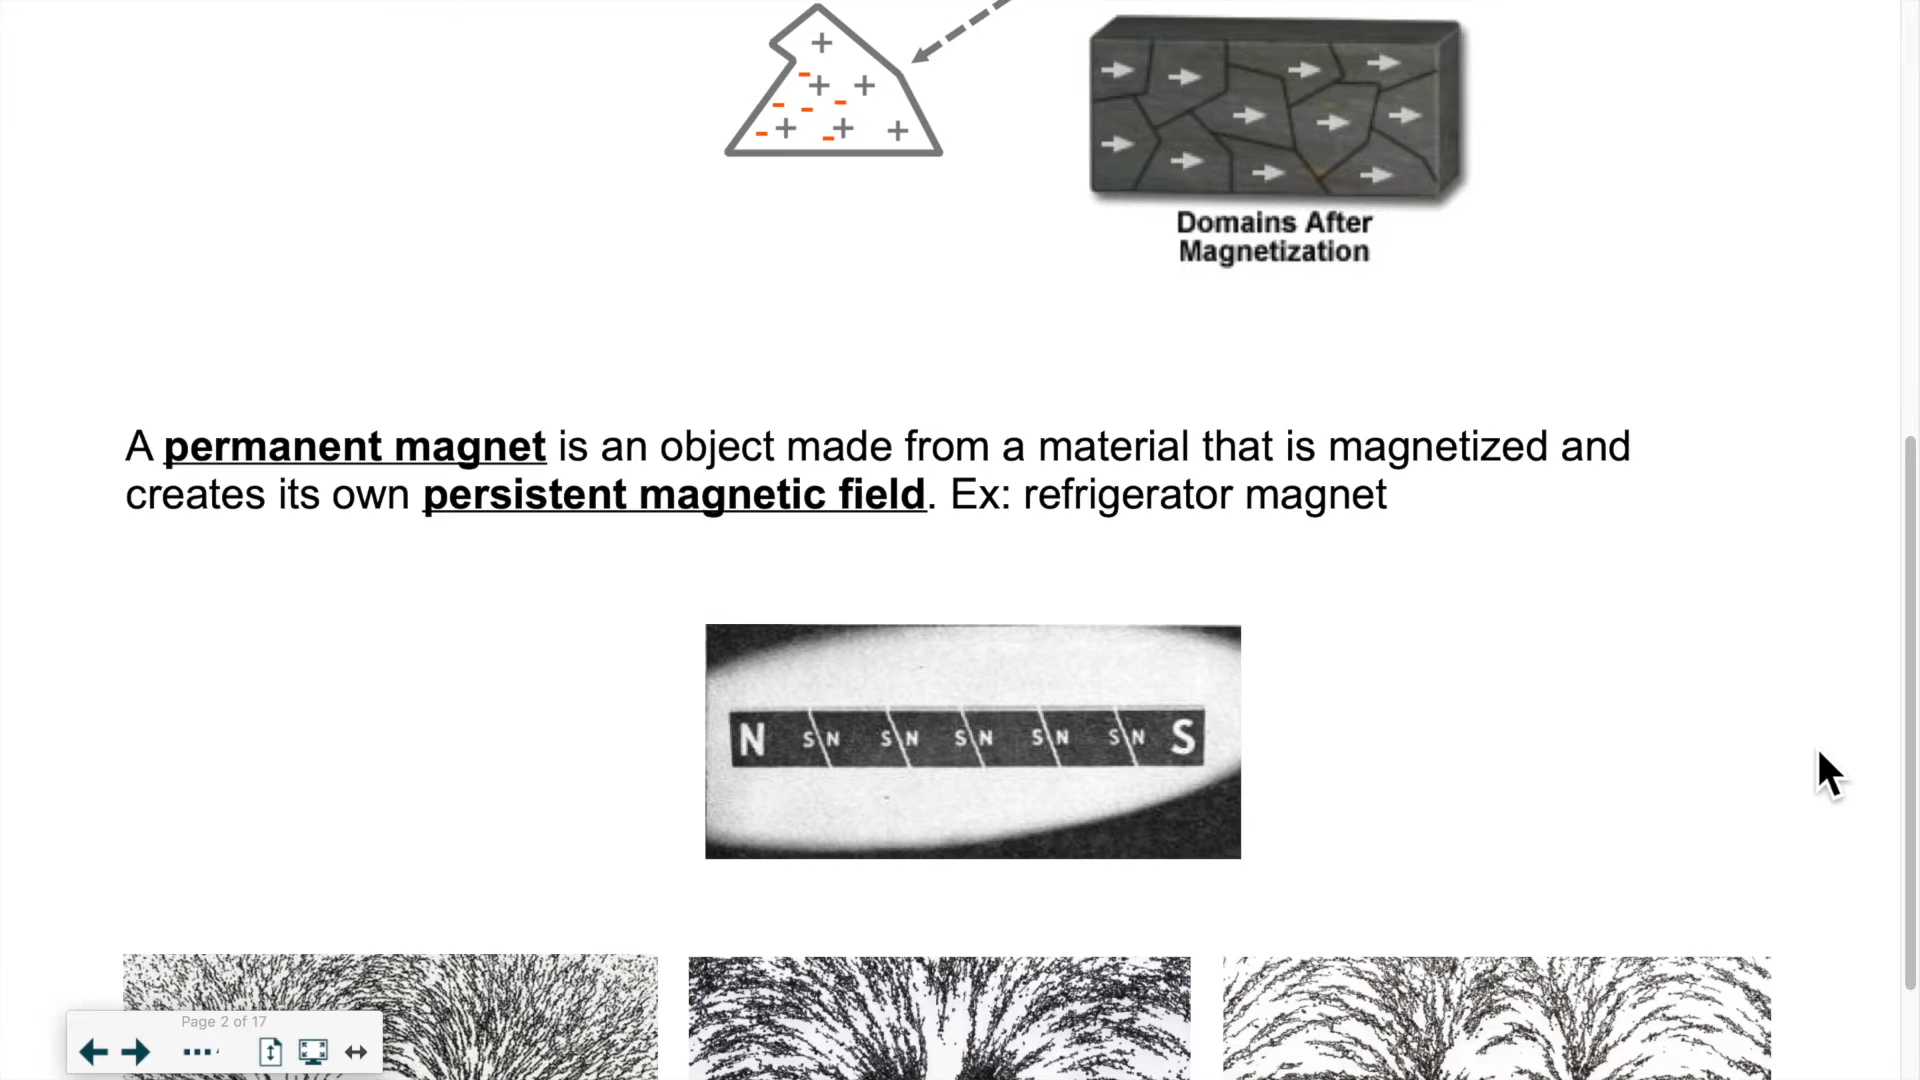 Domains After
Magnetization
A permanent magnet is an object made from a material that is magnetized and
creates its own persistent magnetic field. Ex: refrigerator magnet
N S N S N S N S N S N S
Page 2 of 17